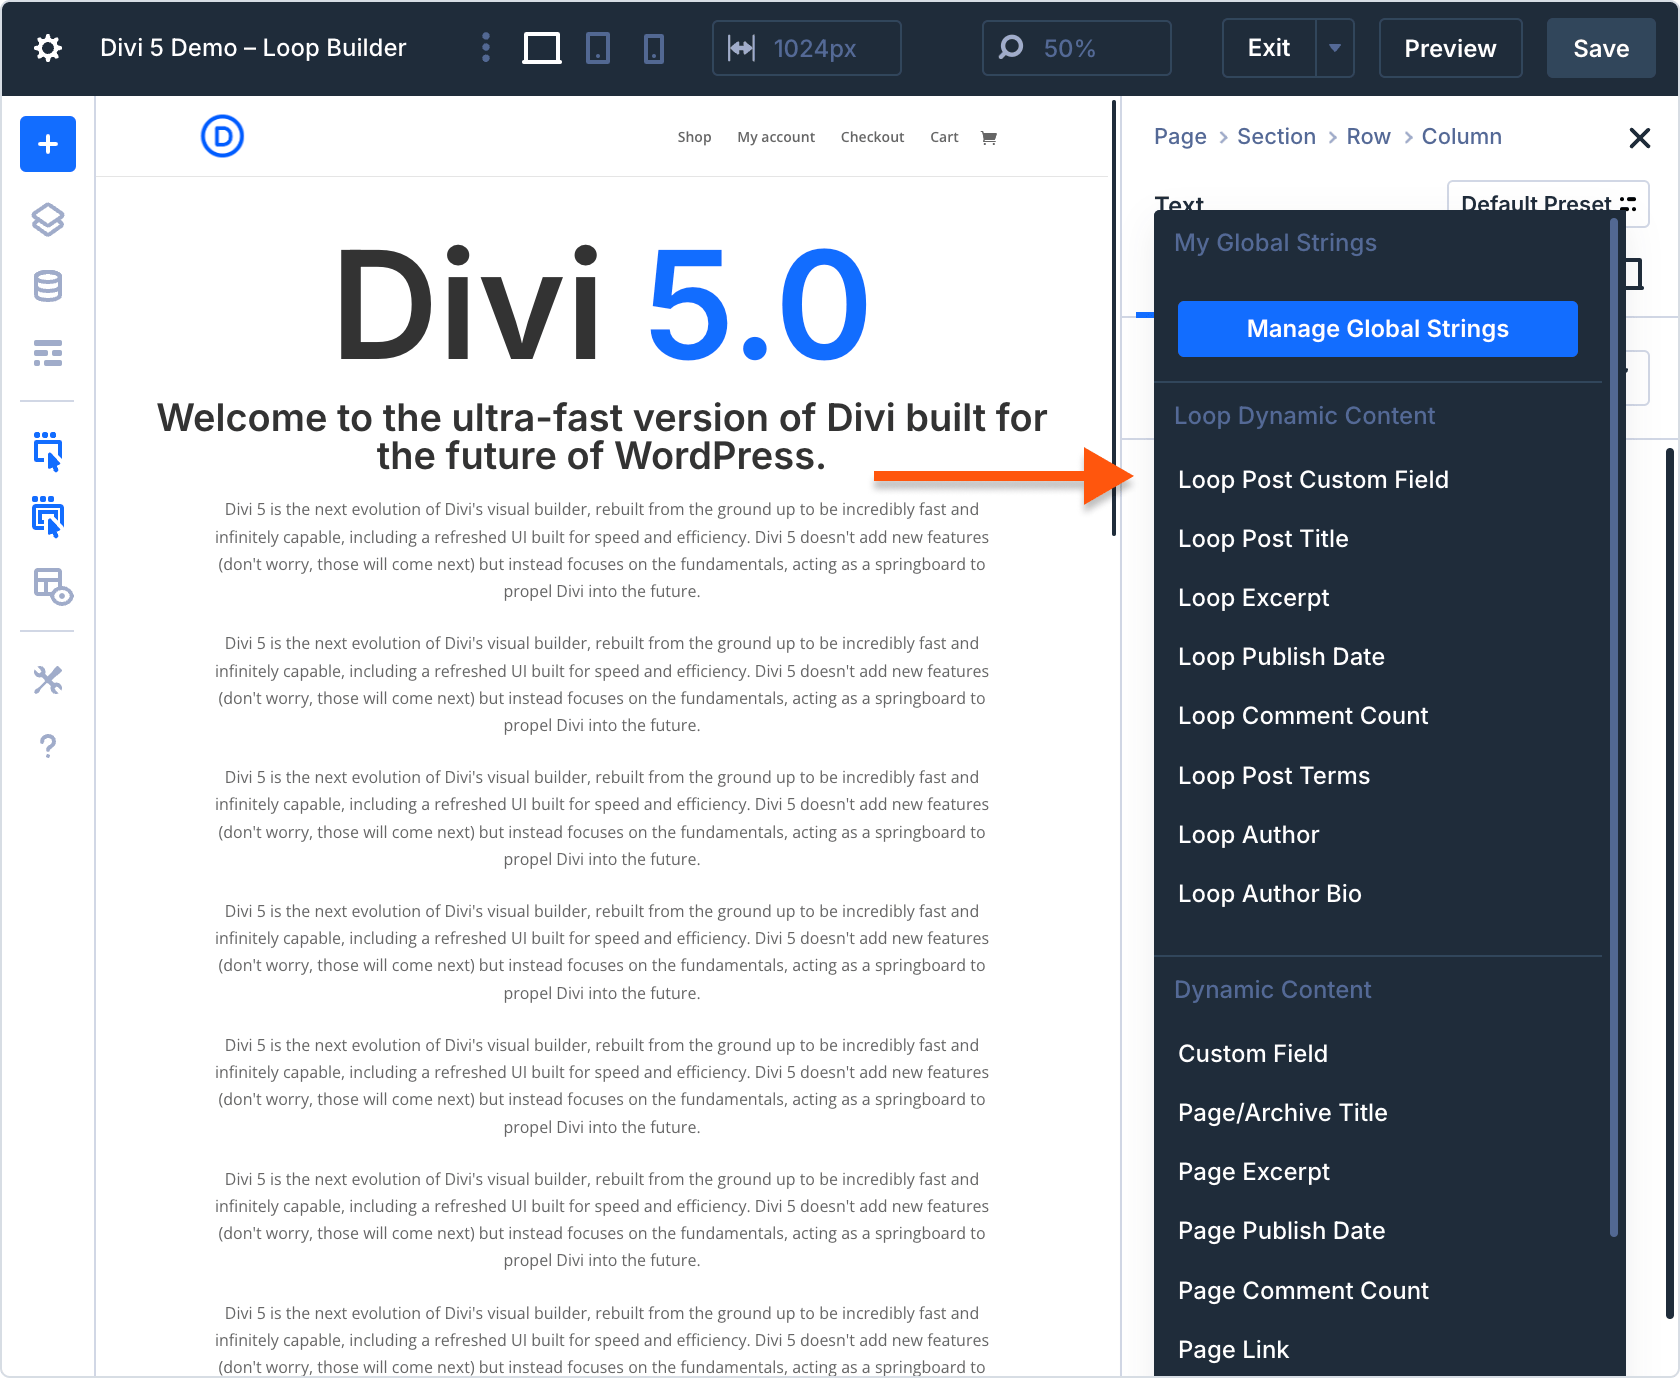 Divi 5 Demo – Loop Builder
1024px
50%
Exit
Preview
Save
D
Shop
My account
Checkout
Cart
Divi 5.0
Welcome to the ultra-fast version of Divi built for
the future of WordPress.
Divi 5 is the next evolution of Divi's visual builder, rebuilt from the ground up to be incredibly fast and
infinitely capable, including a refreshed UI built for speed and efficiency. Divi 5 doesn't add new features
(don't worry, those will come next) but instead focuses on the fundamentals, acting as a springboard to
propel Divi into the future.
Divi 5 is the next evolution of Divi's visual builder, rebuilt from the ground up to be incredibly fast and
infinitely capable, including a refreshed UI built for speed and efficiency. Divi 5 doesn't add new features
(don't worry, those will come next) but instead focuses on the fundamentals, acting as a springboard to
propel Divi into the future.
Divi 5 is the next evolution of Divi's visual builder, rebuilt from the ground up to be incredibly fast and
infinitely capable, including a refreshed UI built for speed and efficiency. Divi 5 doesn't add new features
(don't worry, those will come next) but instead focuses on the fundamentals, acting as a springboard to
propel Divi into the future.
Divi 5 is the next evolution of Divi's visual builder, rebuilt from the ground up to be incredibly fast and
infinitely capable, including a refreshed UI built for speed and efficiency. Divi 5 doesn't add new features
(don't worry, those will come next) but instead focuses on the fundamentals, acting as a springboard to
propel Divi into the future.
Divi 5 is the next evolution of Divi's visual builder, rebuilt from the ground up to be incredibly fast and
infinitely capable, including a refreshed UI built for speed and efficiency. Divi 5 doesn't add new features
(don't worry, those will come next) but instead focuses on the fundamentals, acting as a springboard to
propel Divi into the future.
Divi 5 is the next evolution of Divi's visual builder, rebuilt from the ground up to be incredibly fast and
infinitely capable, including a refreshed UI built for speed and efficiency. Divi 5 doesn't add new features
(don't worry, those will come next) but instead focuses on the fundamentals, acting as a springboard to
propel Divi into the future.
Divi 5 is the next evolution of Divi's visual builder, rebuilt from the ground up to be incredibly fast and
infinitely capable, including a refreshed UI built for speed and efficiency. Divi 5 doesn't add new features
(don't worry, those will come next) but instead focuses on the fundamentals, acting as a springboard to
Page > Section > Row > Column
Text
Default Preset
My Global Strings
Manage Global Strings
Loop Dynamic Content
Loop Post Custom Field
Loop Post Title
Loop Excerpt
Loop Publish Date
Loop Comment Count
Loop Post Terms
Loop Author
Loop Author Bio
Dynamic Content
Custom Field
Page/Archive Title
Page Excerpt
Page Publish Date
Page Comment Count
Page Link